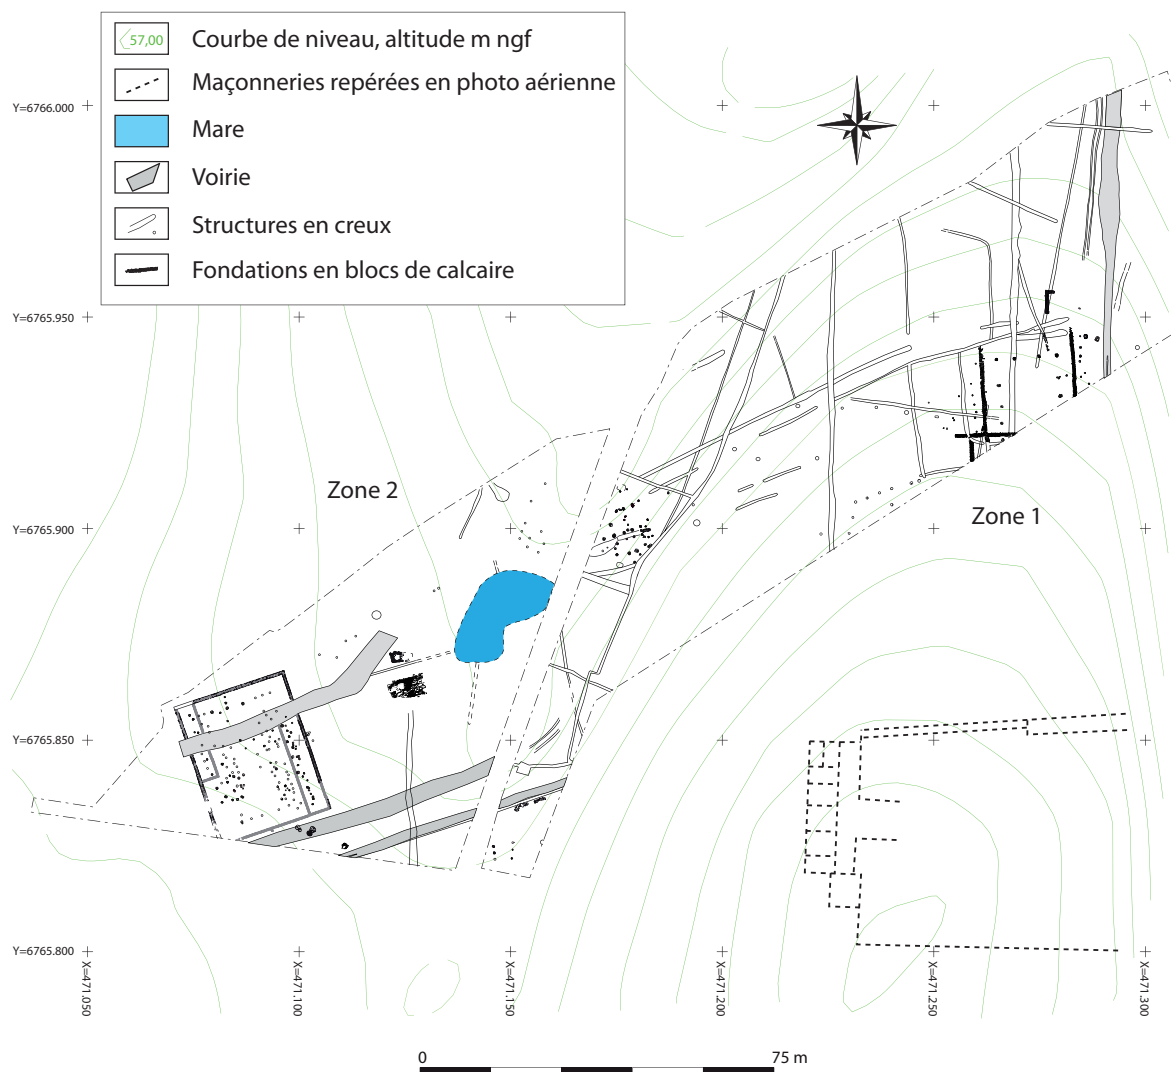 57,00
Courbe de niveau, altitude m ngf
Maçonneries repérées en photo aérienne
Mare
Voirie
Structures en creux
Fondations en blocs de calcaire
Y=6766.000
Y=6765.950
Y=6765.900
Y=6765.850
Y=6765.800
Zone 2
Zone 1
X=471.050
X=471.100
X=471.150
X=471.200
X=471.250
X=471.300
0
75 m